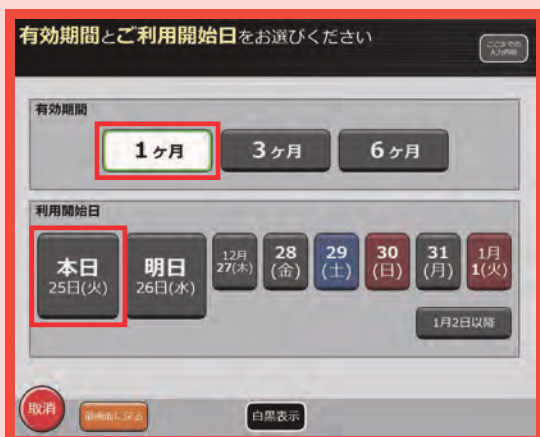 有効期間とご利用開始日をお選びください
ここまでの
入力内容
有効期間
1ヶ月
3ヶ月
6ヶ月
利用開始日
本日
25日(火)
明日
26日(水)
12月
27(木)
28
(金)
29
(土)
30
(日)
31
(月)
1月
1(火)
1月2日以降
取消
前画面に戻る
白黒表示